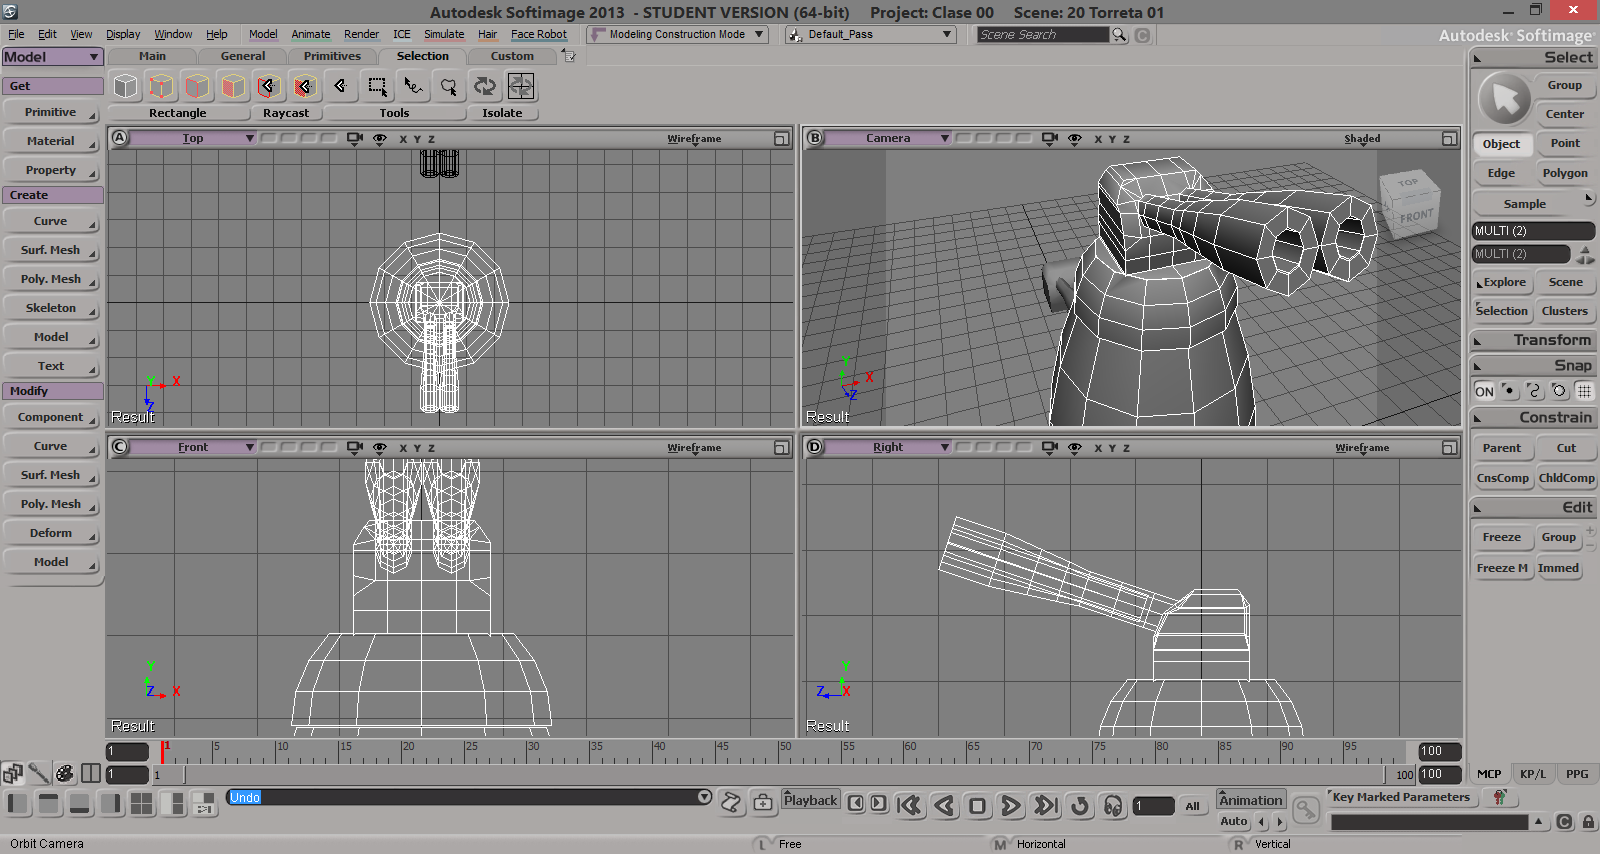 Autodesk Softimage 2013 - STUDENT VERSION (64-bit) Project: Clase 00 Scene: 20 Torreta 01
File Edit View Display Window Help Model Animate Render ICE Simulate Hair Face Robot Modeling Construction Mode Default_Pass Scene Search Autodesk® Softimage®
Model Main General Primitives Selection Custom Select
Get
Primitive
Material
Property
Create
Curve
Surf. Mesh
Poly. Mesh
Skeleton
Model
Text
Modify
Component
Curve
Surf. Mesh
Poly. Mesh
Deform
Model
Rectangle Raycast Tools Isolate
A Top X Y Z Wireframe
Y X
Z
Result
B Camera X Y Z Shaded
TOP
FRONT
Y
X
Z
Result
C Front X Y Z Wireframe
Y
Z X
Result
D Right X Y Z Wireframe
Y
Z X
Result
Group
Center
Object Point
Edge Polygon
Sample
MULTI (2)
MULTI (2)
Explore Scene
Selection Clusters
Transform
Snap
ON
Constrain
Parent Cut
CnsComp ChldComp
Edit
Freeze Group + -
Freeze M Immed
1 1 5 10 15 20 25 30 35 40 45 50 55 60 65 70 75 80 85 90 95 100
1 1 100 100 MCP KP/L PPG
Undo Playback 1 All Animation Key Marked Parameters
Auto
Orbit Camera L Free M Horizontal R Vertical